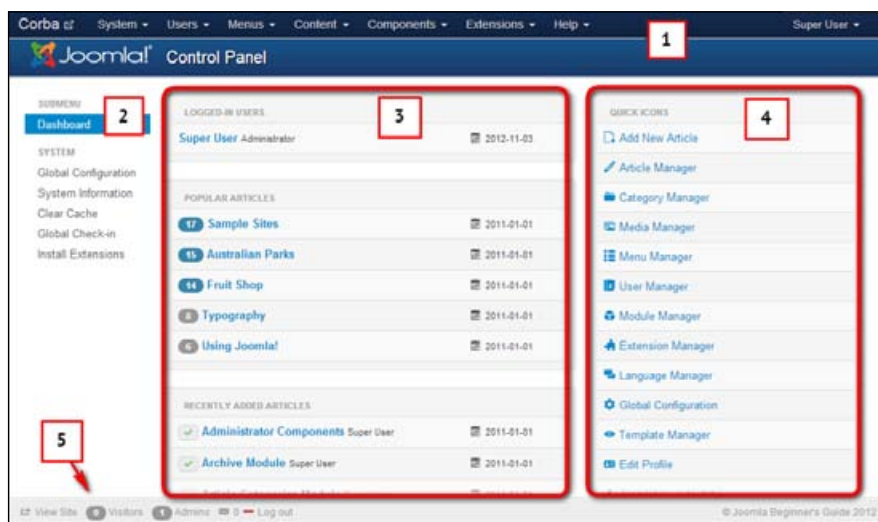 Corba System Users Menus Content Components Extensions Help Super User
1
Joomla! Control Panel
SUBMENU
Dashboard
2
SYSTEM
Global Configuration
System Information
Clear Cache
Global Check-in
Install Extensions
LOGGED-IN USERS
3
Super User Administrator 2012-11-03
POPULAR ARTICLES
17 Sample Sites 2011-01-01
15 Australian Parks 2011-01-01
14 Fruit Shop 2011-01-01
8 Typography 2011-01-01
6 Using Joomla! 2011-01-01
RECENTLY ADDED ARTICLES
Administrator Components Super User 2011-01-01
Archive Module Super User 2011-01-01
QUICK ICONS
4
Add New Article
Article Manager
Category Manager
Media Manager
Menu Manager
User Manager
Module Manager
Extension Manager
Language Manager
Global Configuration
Template Manager
Edit Profile
5
View Site 0 Visitors 1 Admins 0 Log out © Joomla Beginner's Guide 2012